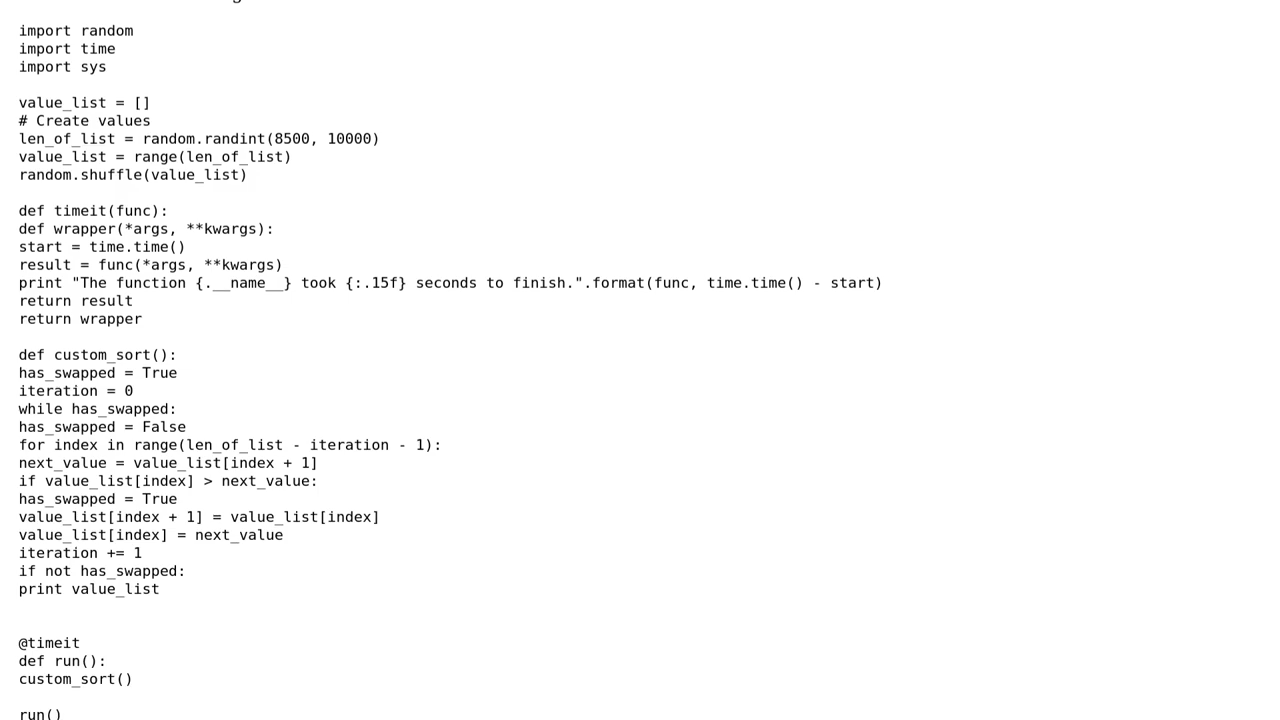 import random
import time
import sys

value_list = []
# Create values
len_of_list = random.randint(8500, 10000)
value_list = range(len_of_list)
random.shuffle(value_list)

def timeit(func):
def wrapper(*args, **kwargs):
start = time.time()
result = func(*args, **kwargs)
print "The function {.__name__} took {:.15f} seconds to finish.".format(func, time.time() - start)
return result
return wrapper

def custom_sort():
has_swapped = True
iteration = 0
while has_swapped:
has_swapped = False
for index in range(len_of_list - iteration - 1):
next_value = value_list[index + 1]
if value_list[index] > next_value:
has_swapped = True
value_list[index + 1] = value_list[index]
value_list[index] = next_value
iteration += 1
if not has_swapped:
print value_list

@timeit
def run():
custom_sort()

run()